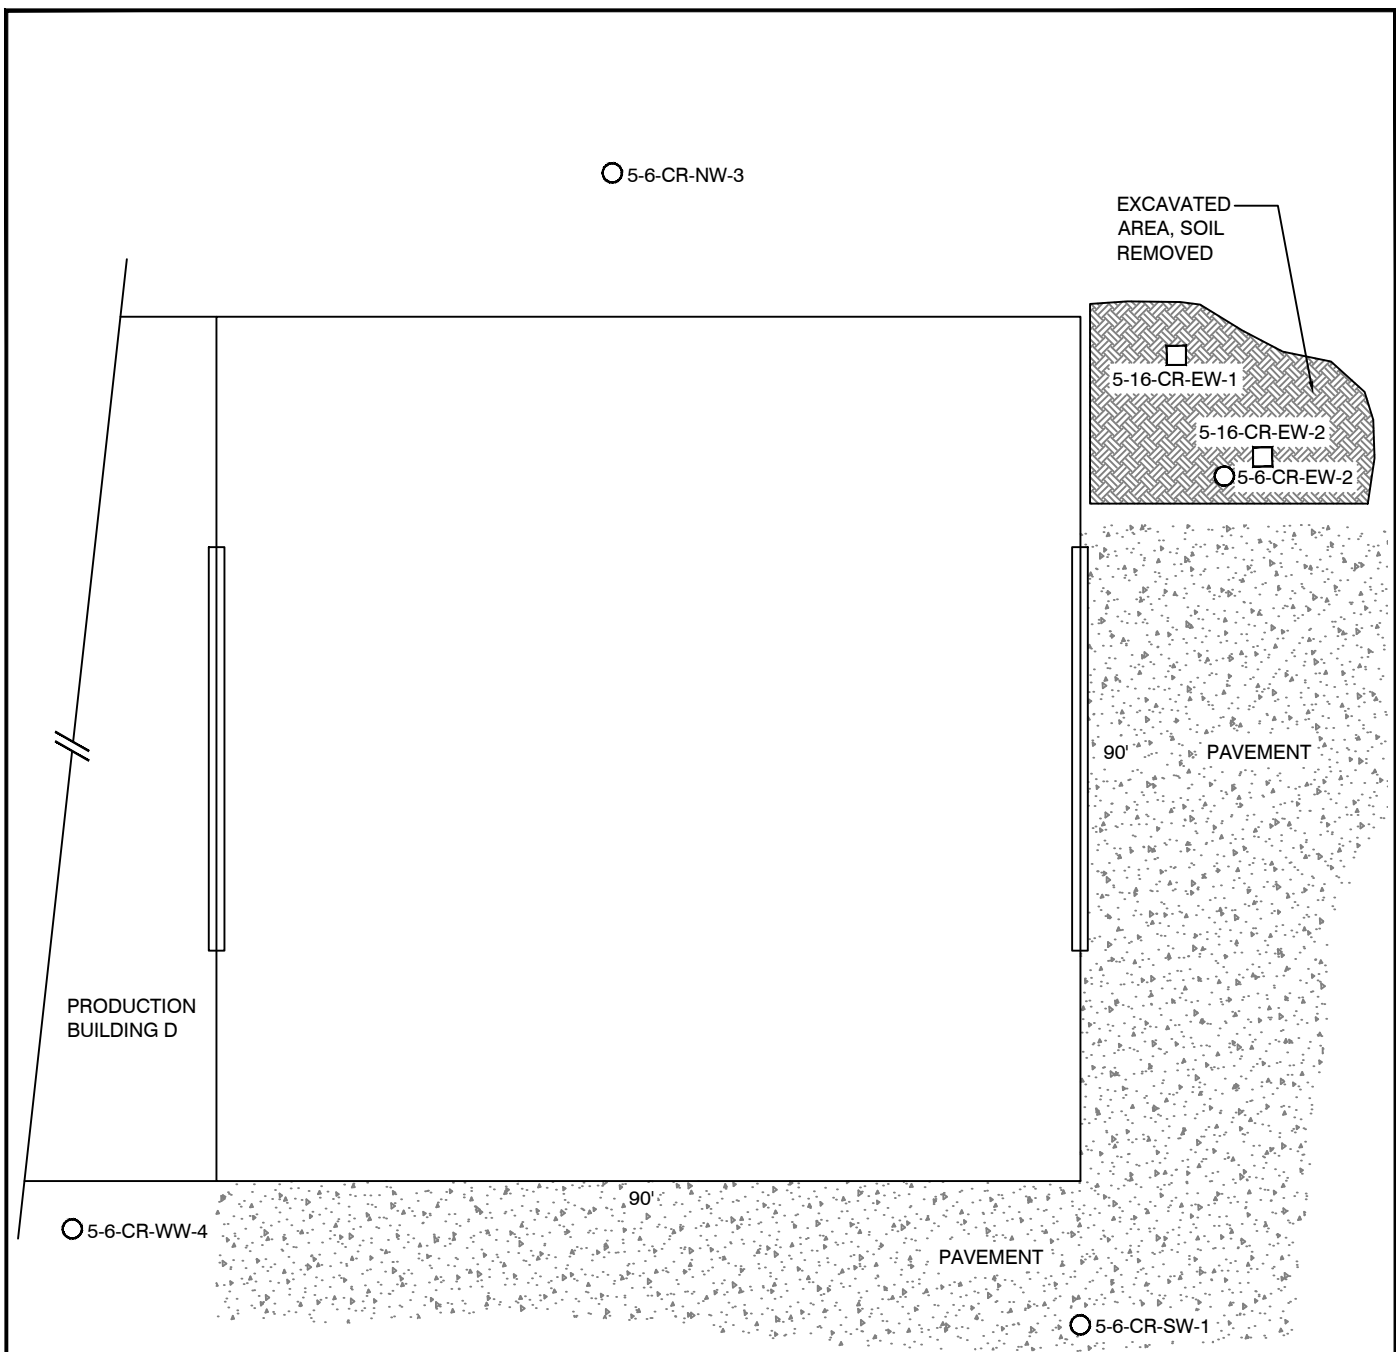 5-6-CR-NW-3
EXCAVATED
AREA, SOIL
REMOVED
5-16-CR-EW-1
5-16-CR-EW-2
5-6-CR-EW-2
90'
PAVEMENT
PRODUCTION
BUILDING D
90'
5-6-CR-WW-4
PAVEMENT
5-6-CR-SW-1